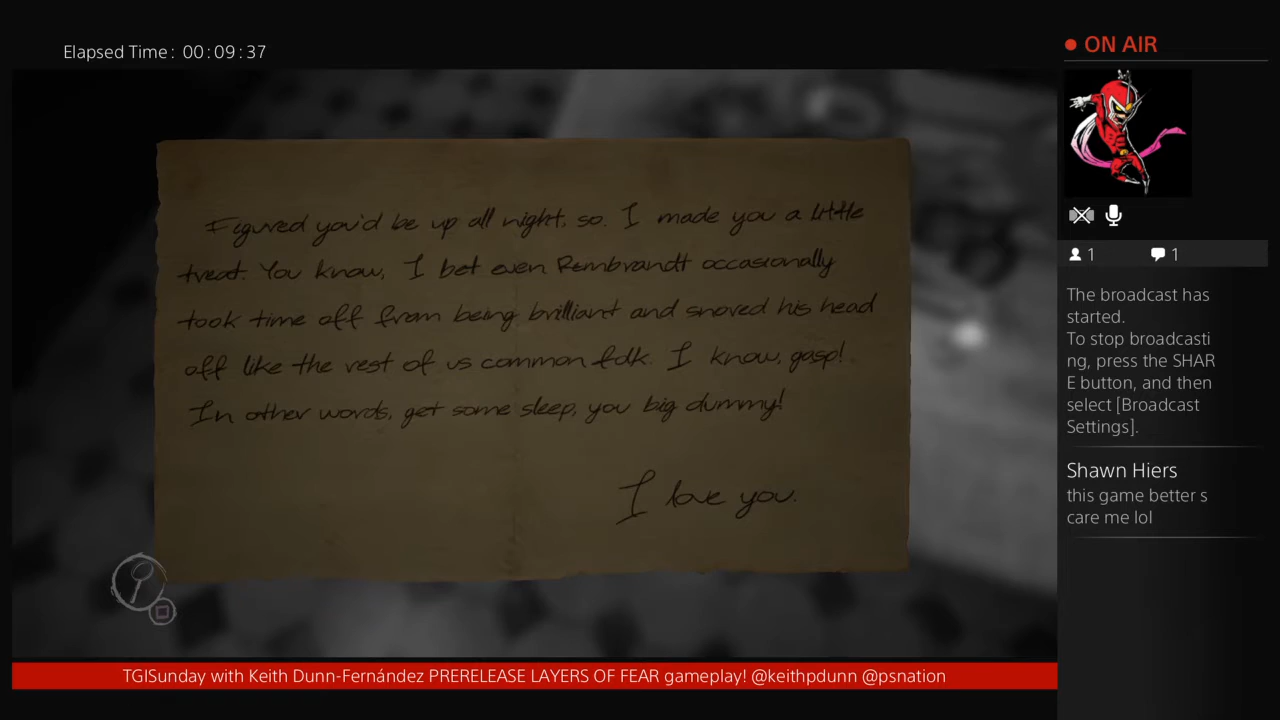 Elapsed Time: 00:09:37
ON AIR
1 1
Figured you'd be up all night, so. I made you a little
treat. You know, I bet even Rembrandt occasionally
took time off from being brilliant and snored his head
off like the rest of us common folk. I know, gasp!
In other words, get some sleep, you big dummy!
I love you.
The broadcast has
started.
To stop broadcasti
ng, press the SHAR
E button, and then
select [Broadcast
Settings].
Shawn Hiers
this game better s
care me lol
TGISunday with Keith Dunn-Fernández PRERELEASE LAYERS OF FEAR gameplay! @keithpdunn @psnation